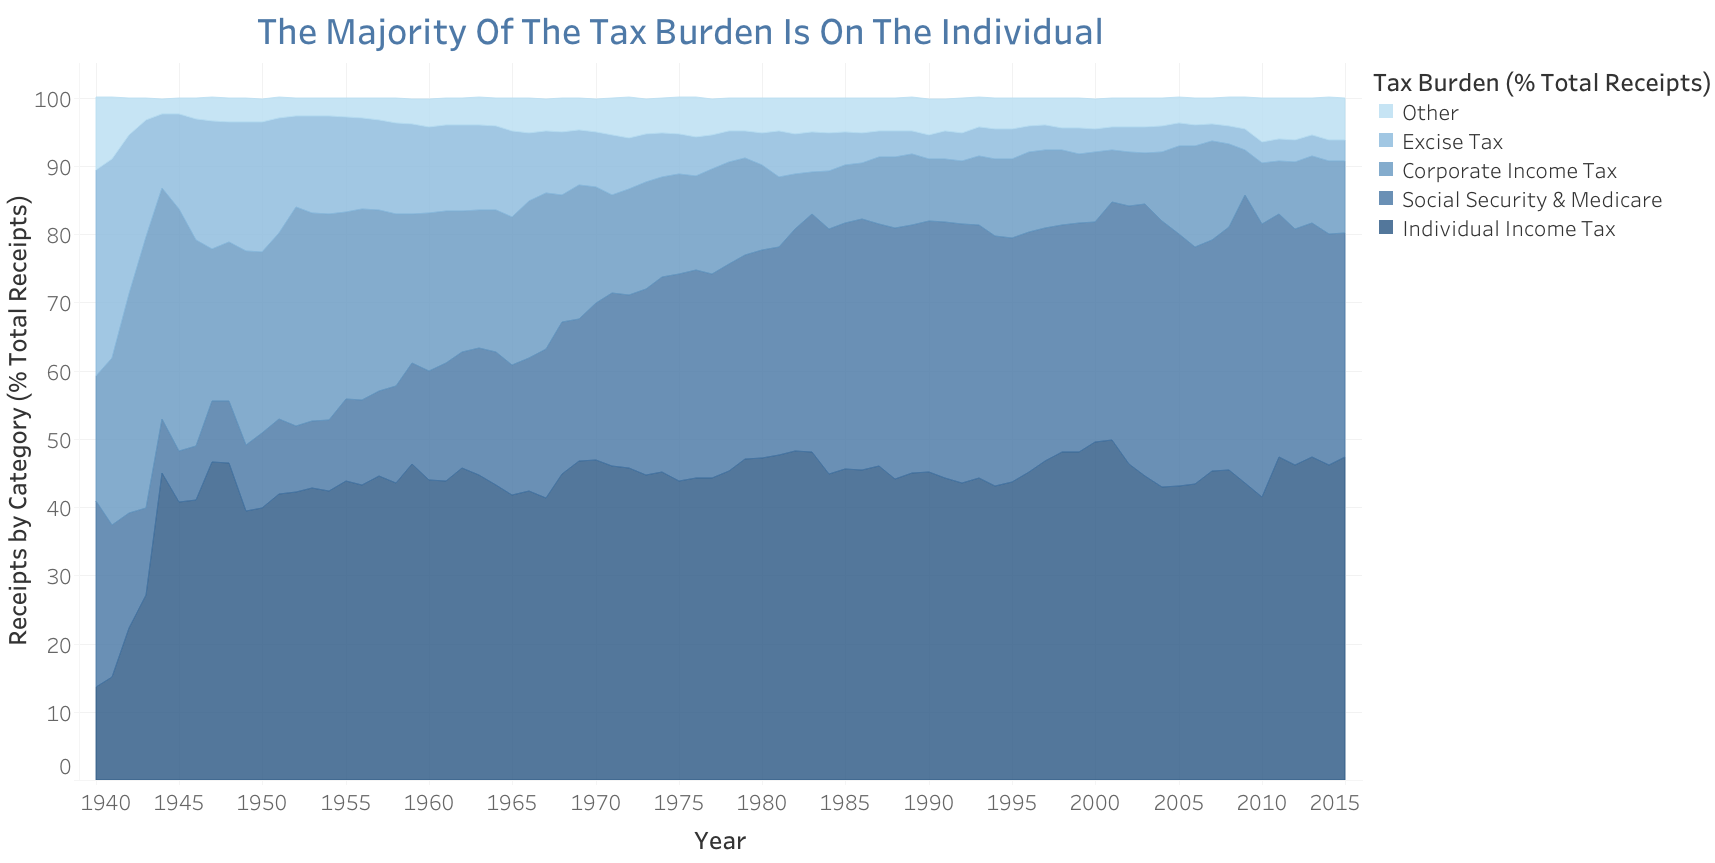 The Majority Of The Tax Burden Is On The Individual
Tax Burden (% Total Receipts)
Other
Excise Tax
Corporate Income Tax
Social Security & Medicare
Individual Income Tax
Receipts by Category (% Total Receipts)
100
90
80
70
60
50
40
30
20
10
0
1940 1945 1950 1955 1960 1965 1970 1975 1980 1985 1990 1995 2000 2005 2010 2015
Year